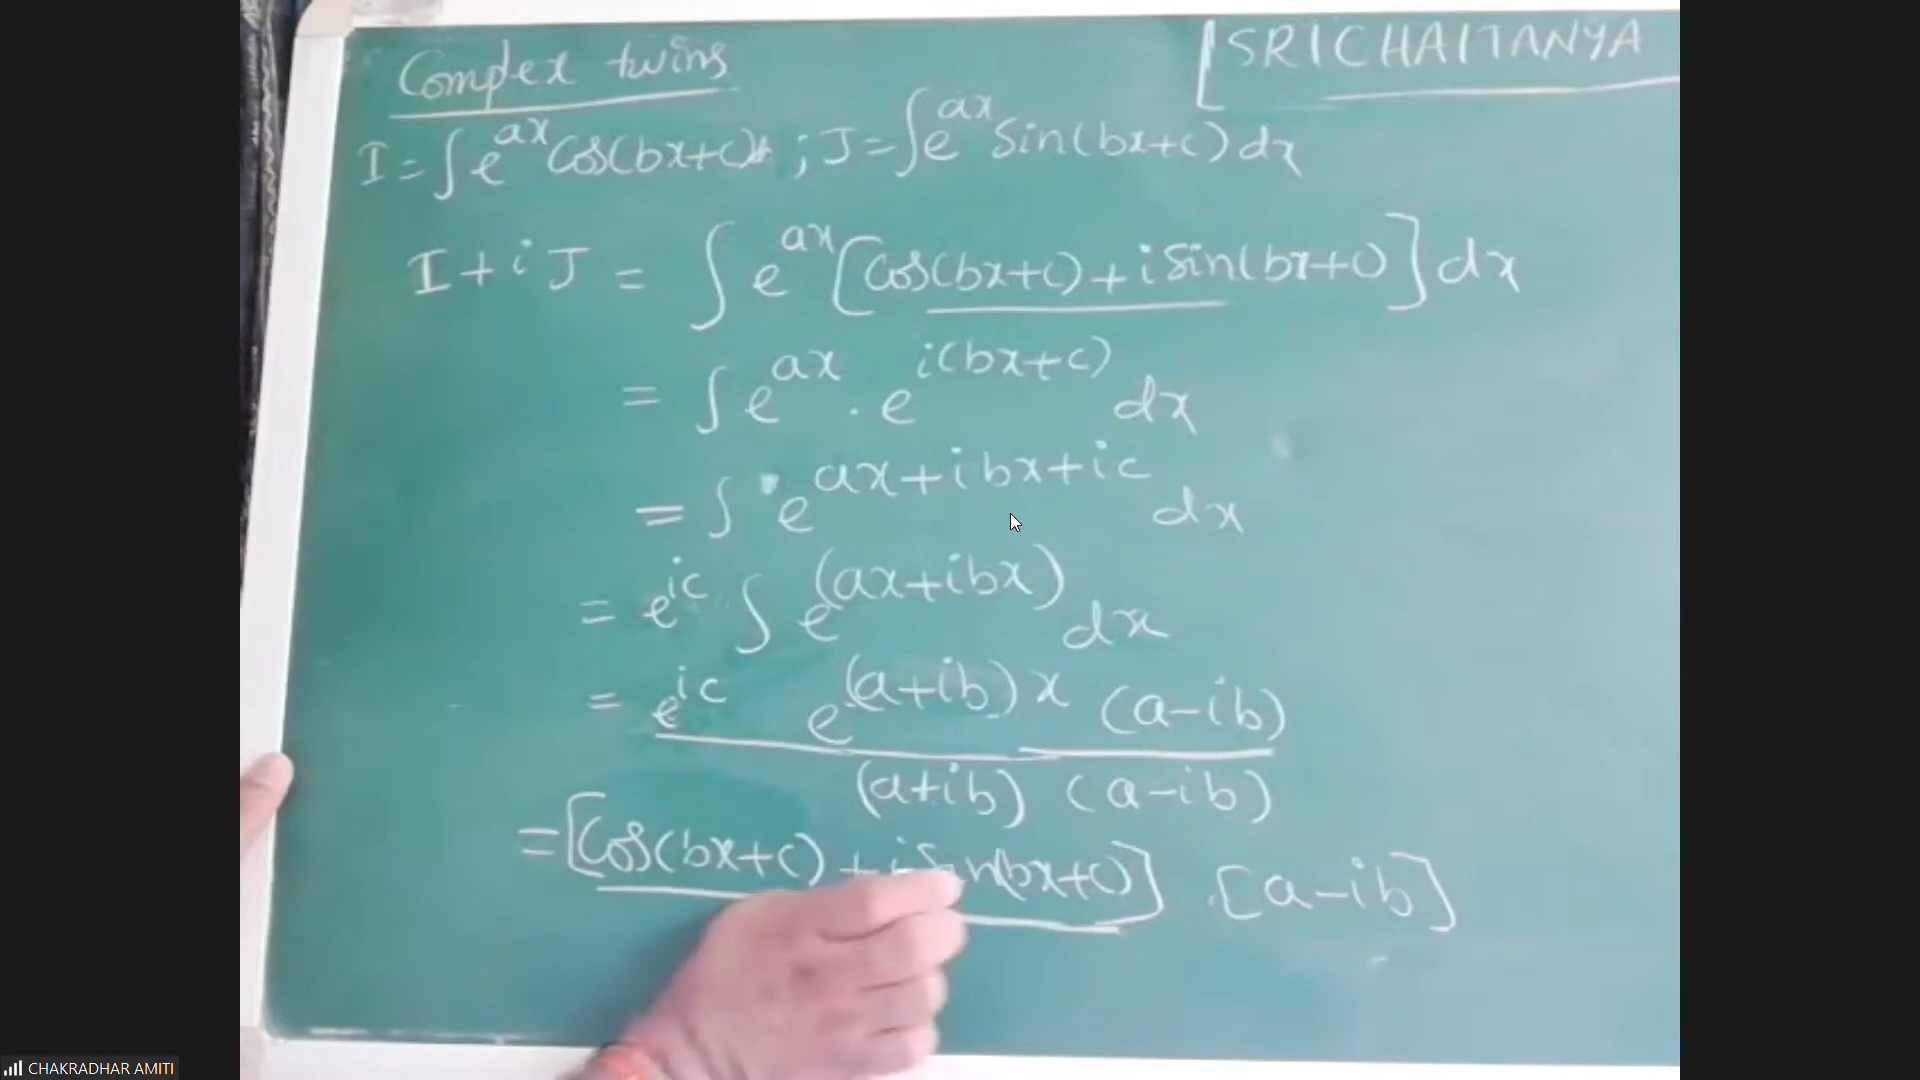 Complex twins
[SRICHAITANYA
I = ∫e^ax Cos(bx+c) ; J = ∫e^ax Sin(bx+c) dx
I + i J = ∫ e^ax [Cos(bx+c) + i Sin(bx+c)] dx
= ∫ e^ax . e^i(bx+c) dx
= ∫ e^ax+ibx+ic dx
= e^ic ∫ e^(ax+ibx) dx
= e^ic e^(a+ib)x (a-ib)
(a+ib) (a-ib)
= [Cos(bx+c) + i Sin(bx+c)] . [a-ib]
CHAKRADHAR AMITI